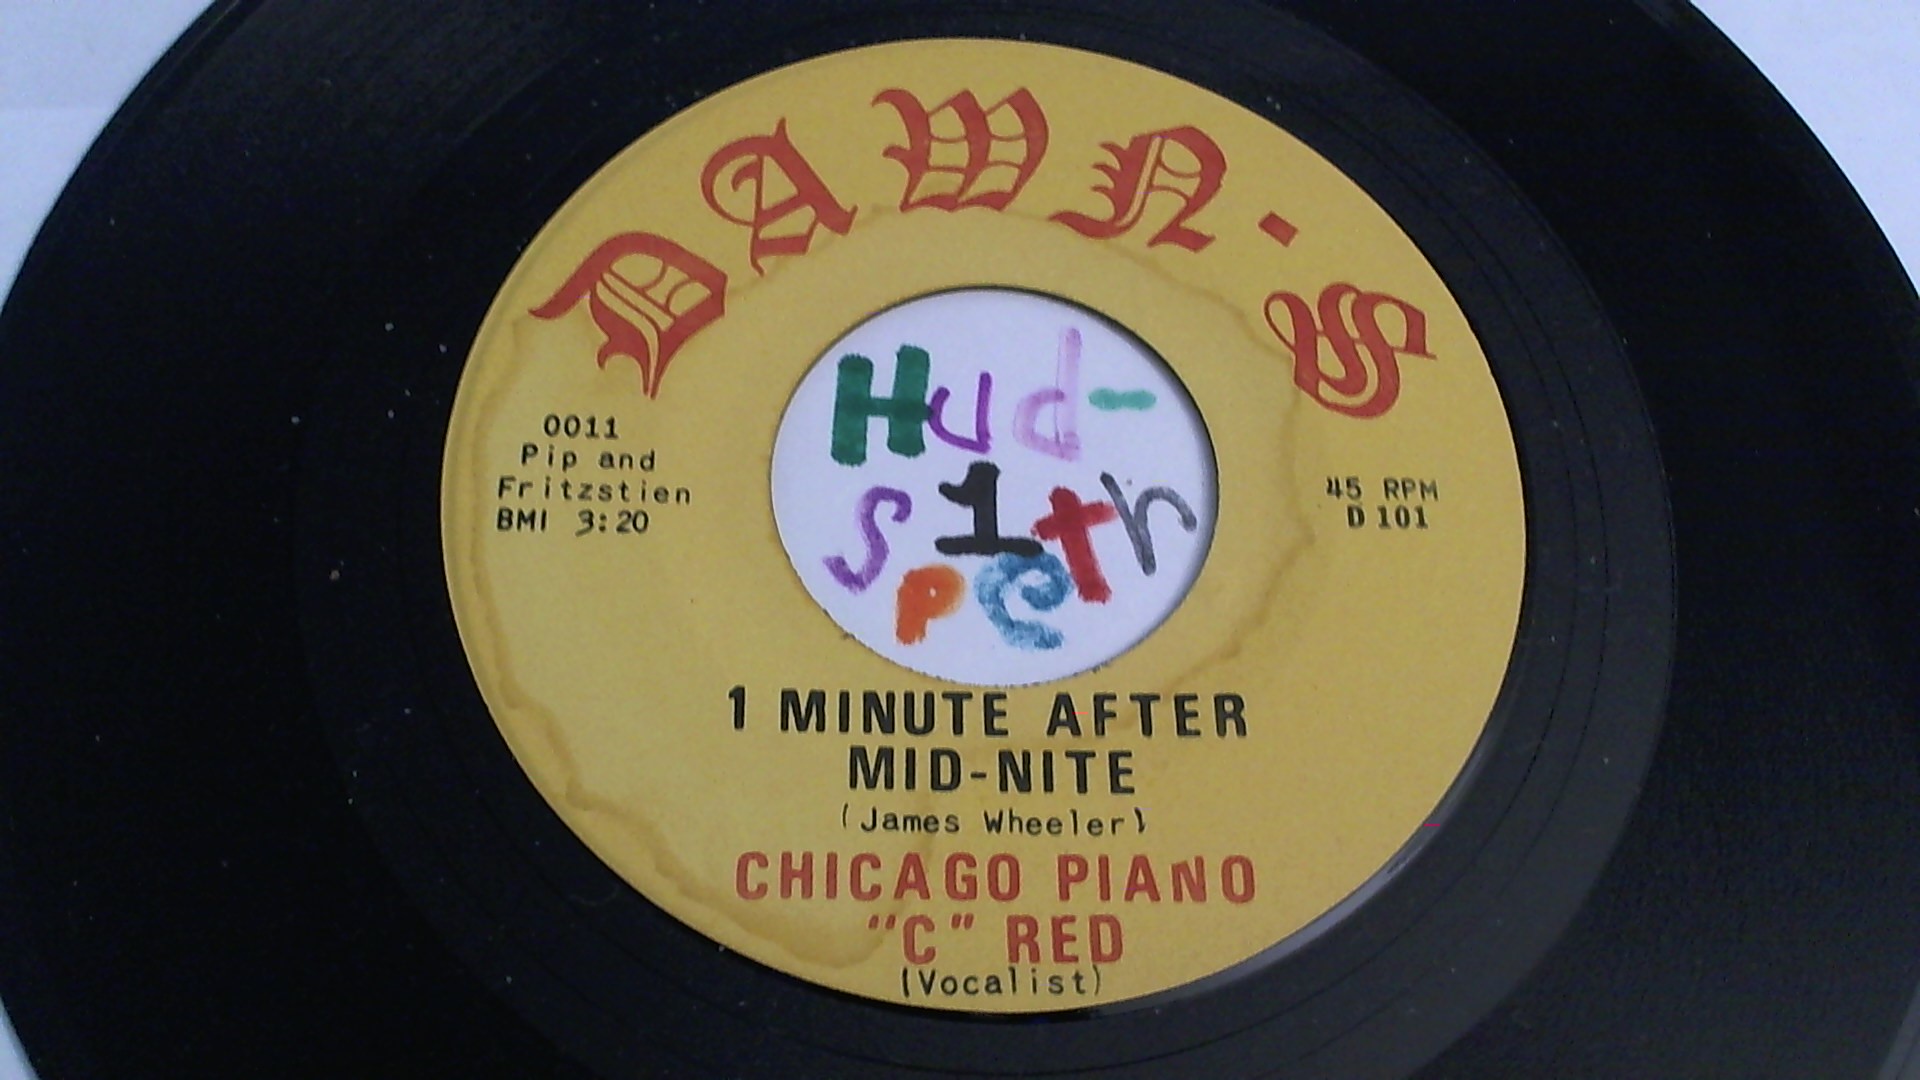 DAWN-S
0011
Pip and
Fritzstien
BMI 3:20
45 RPM
D 101
Hud-
1
speth
1 MINUTE AFTER
MID-NITE
(James Wheeler)
CHICAGO PIANO
"C" RED
(Vocalist)